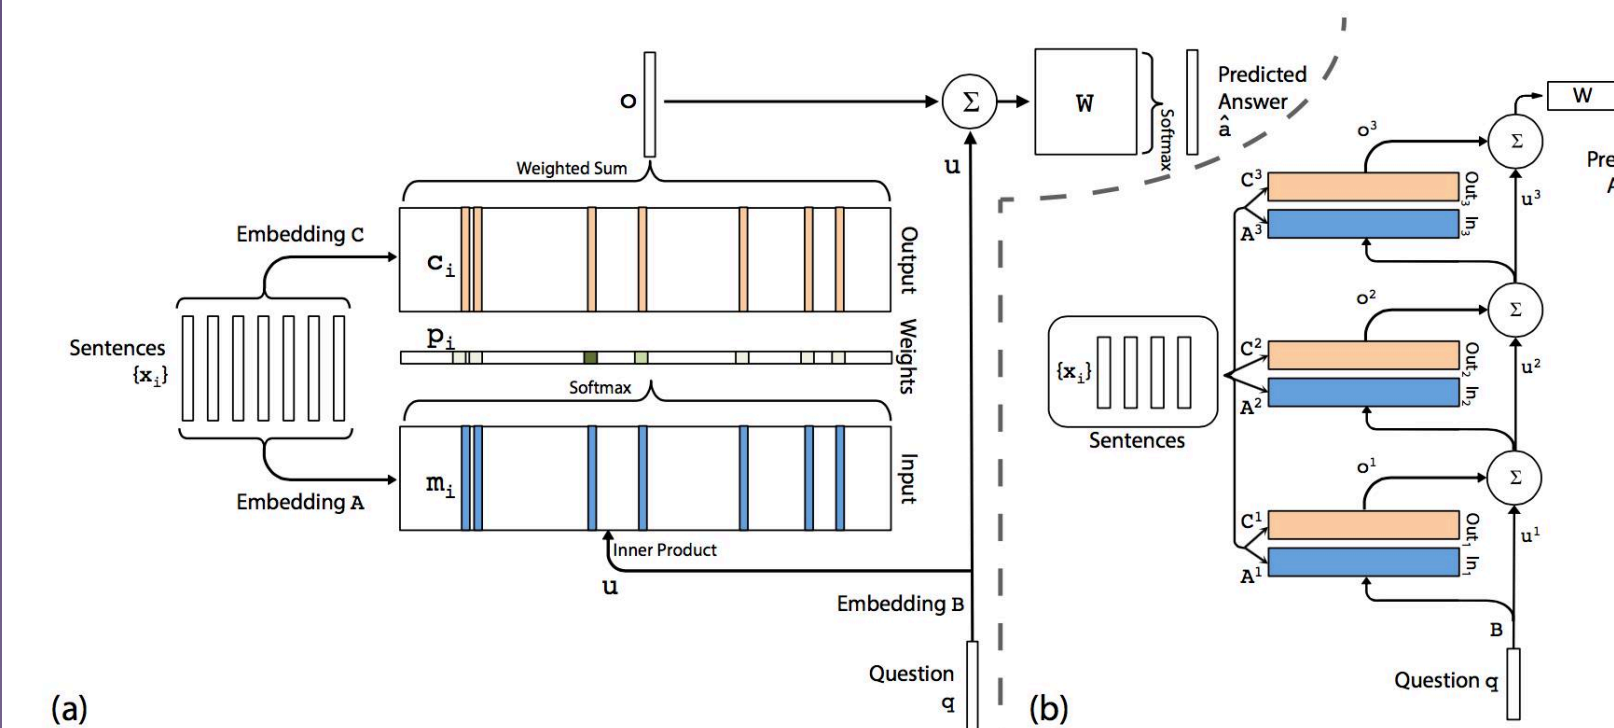 o
Σ
W
Softmax
Predicted
Answer
â
u
Weighted Sum
Embedding C
cᵢ
Output
pᵢ
Weights
Sentences
{xᵢ}
Softmax
mᵢ
Input
Embedding A
Inner Product
u
Embedding B
Question
q
(a)
W
Σ
o³
C³
Out₃
A³
In₃
u³
Σ
o²
C²
Out₂
A²
In₂
u²
{xᵢ}
Sentences
Σ
o¹
C¹
Out₁
A¹
In₁
u¹
B
Question q
(b)